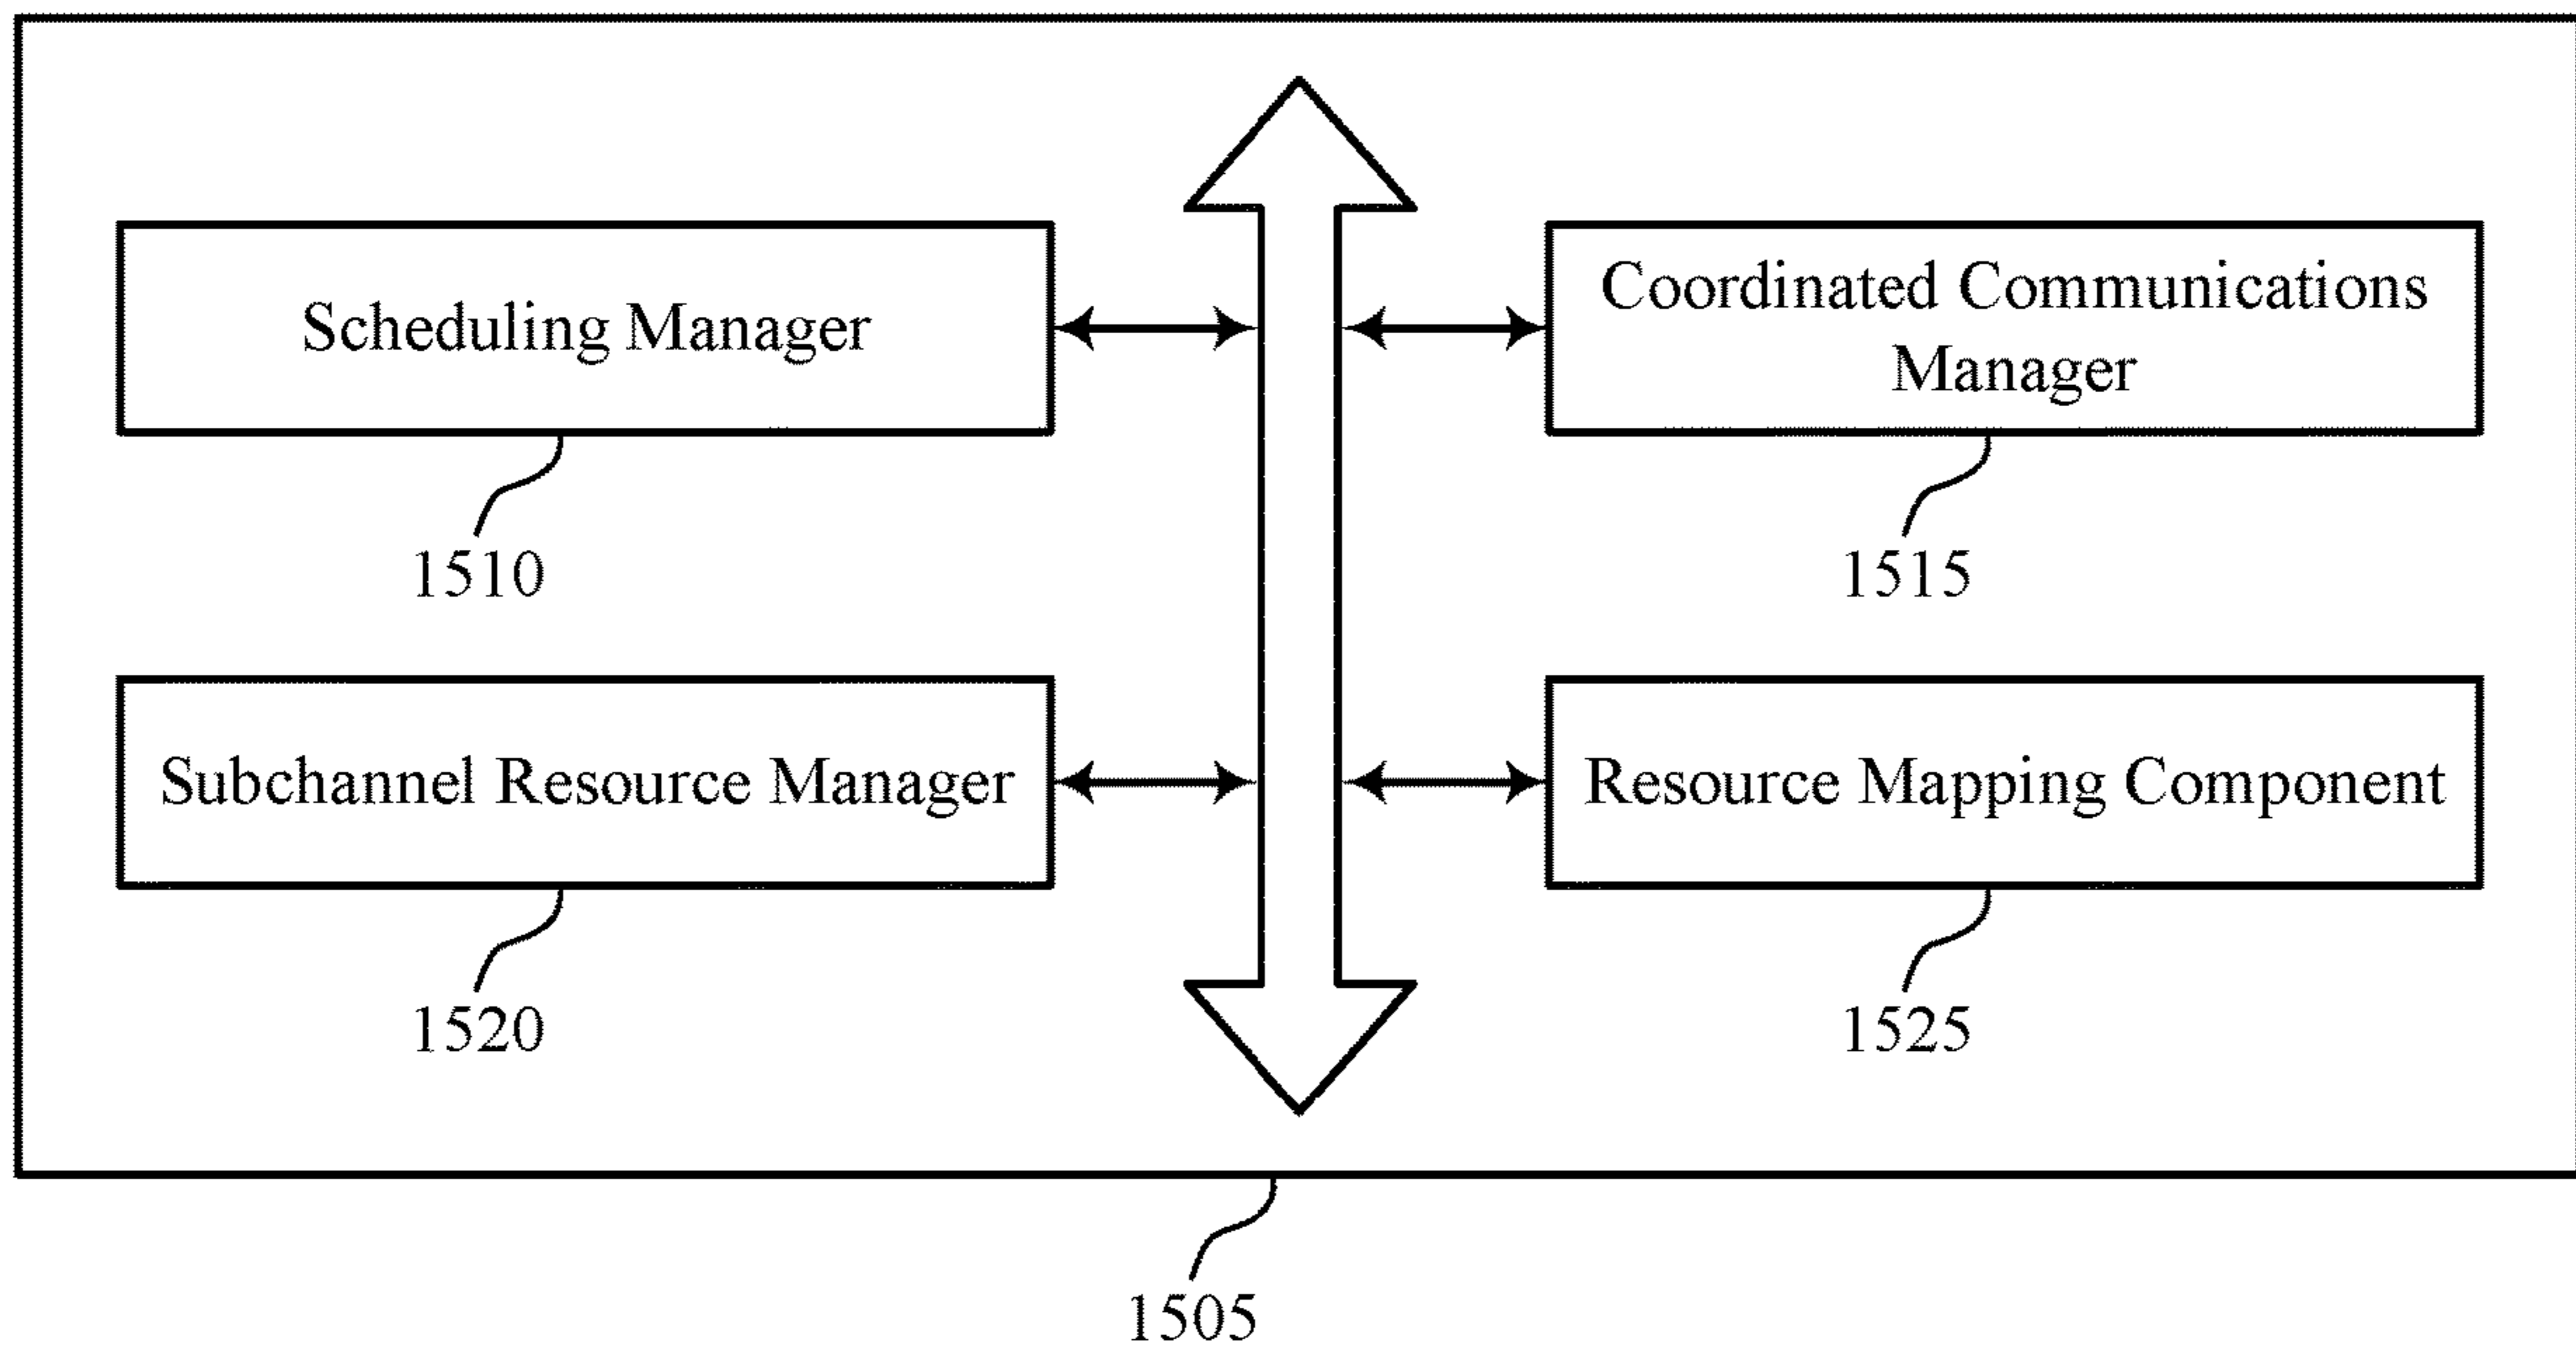 Scheduling Manager
Coordinated Communications
Manager
1510
1515
Subchannel Resource Manager
Resource Mapping Component
1520
1525
1505